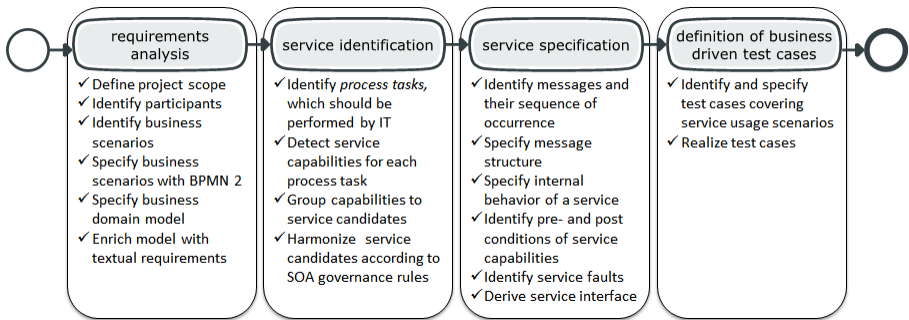 requirements
analysis
✓ Define project scope
✓ Identify participants
✓ Identify business
scenarios
✓ Specify business
scenarios with BPMN 2
✓ Specify business
domain model
✓ Enrich model with
textual requirements
service identification
✓ Identify process tasks,
which should be
performed by IT
✓ Detect service
capabilities for each
process task
✓ Group capabilities to
service candidates
✓ Harmonize service
candidates according to
SOA governance rules
service specification
✓ Identify messages and
their sequence of
occurrence
✓ Specify message
structure
✓ Specify internal
behavior of a service
✓ Identify pre- and post
conditions of service
capabilities
✓ Identify service faults
✓ Derive service interface
definition of business
driven test cases
✓ Identify and specify
test cases covering
service usage scenarios
✓ Realize test cases